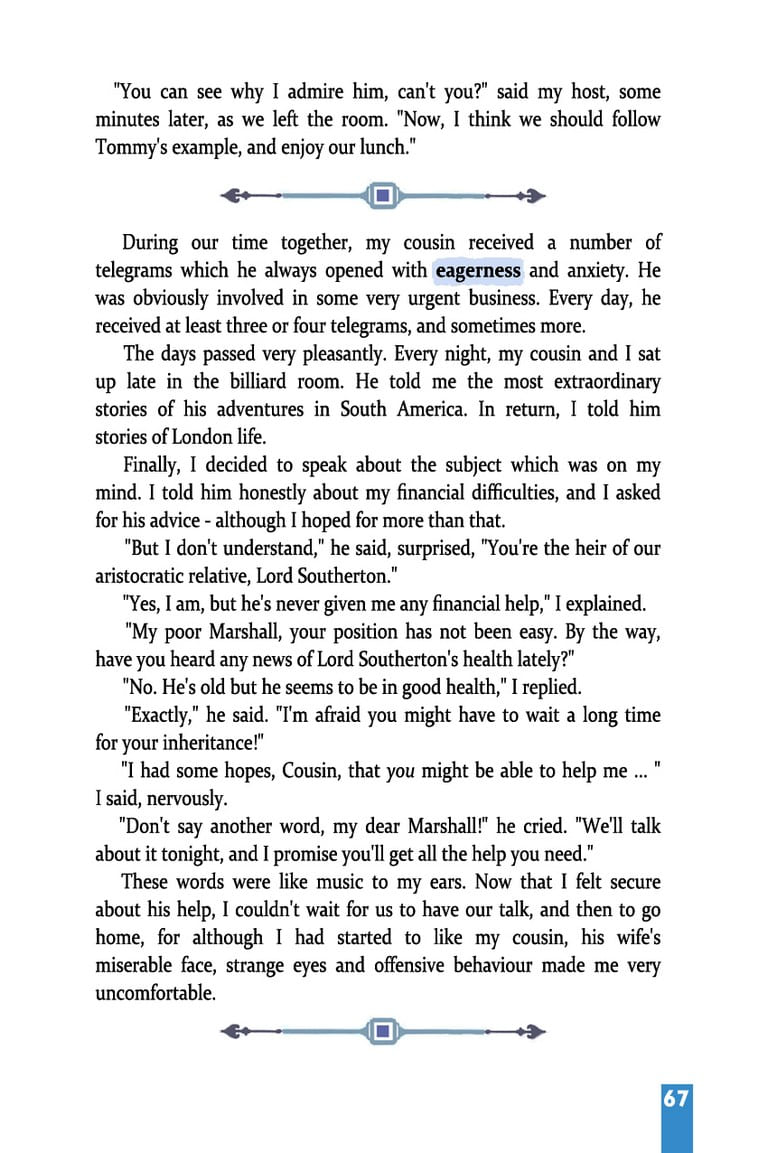 "You can see why I admire him, can't you?" said my host, some
minutes later, as we left the room. "Now, I think we should follow
Tommy's example, and enjoy our lunch."
During our time together, my cousin received a number of
telegrams which he always opened with eagerness and anxiety. He
was obviously involved in some very urgent business. Every day, he
received at least three or four telegrams, and sometimes more.
The days passed very pleasantly. Every night, my cousin and I sat
up late in the billiard room. He told me the most extraordinary
stories of his adventures in South America. In return, I told him
stories of London life.
Finally, I decided to speak about the subject which was on my
mind. I told him honestly about my financial difficulties, and I asked
for his advice - although I hoped for more than that.
"But I don't understand," he said, surprised, "You're the heir of our
aristocratic relative, Lord Southerton."
"Yes, I am, but he's never given me any financial help," I explained.
"My poor Marshall, your position has not been easy. By the way,
have you heard any news of Lord Southerton's health lately?"
"No. He's old but he seems to be in good health," I replied.
"Exactly," he said. "I'm afraid you might have to wait a long time
for your inheritance!"
"I had some hopes, Cousin, that you might be able to help me ... "
I said, nervously.
"Don't say another word, my dear Marshall!" he cried. "We'll talk
about it tonight, and I promise you'll get all the help you need."
These words were like music to my ears. Now that I felt secure
about his help, I couldn't wait for us to have our talk, and then to go
home, for although I had started to like my cousin, his wife's
miserable face, strange eyes and offensive behaviour made me very
uncomfortable.
67